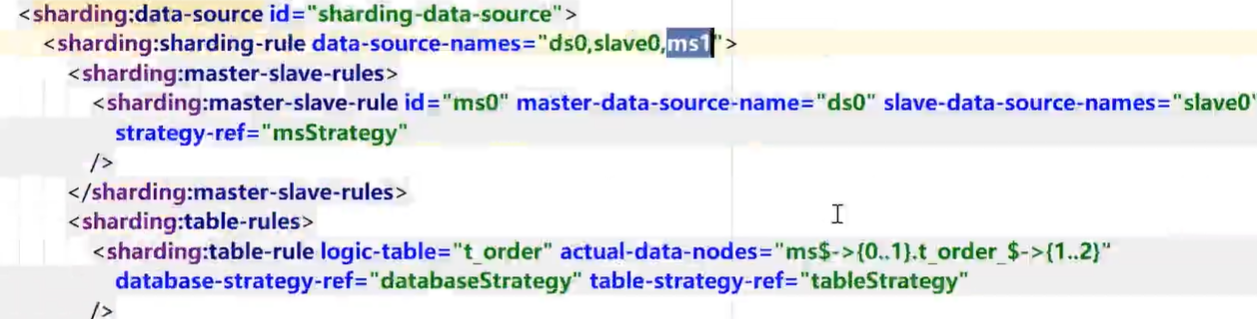 <sharding:data-source id="sharding-data-source">
<sharding:sharding-rule data-source-names="ds0,slave0,ms1">
<sharding:master-slave-rules>
<sharding:master-slave-rule id="ms0" master-data-source-name="ds0" slave-data-source-names="slave0"
strategy-ref="msStrategy"
/>
</sharding:master-slave-rules>
<sharding:table-rules>
<sharding:table-rule logic-table="t_order" actual-data-nodes="ms$->{0..1}.t_order_$->{1..2}"
database-strategy-ref="databaseStrategy" table-strategy-ref="tableStrategy"
/>